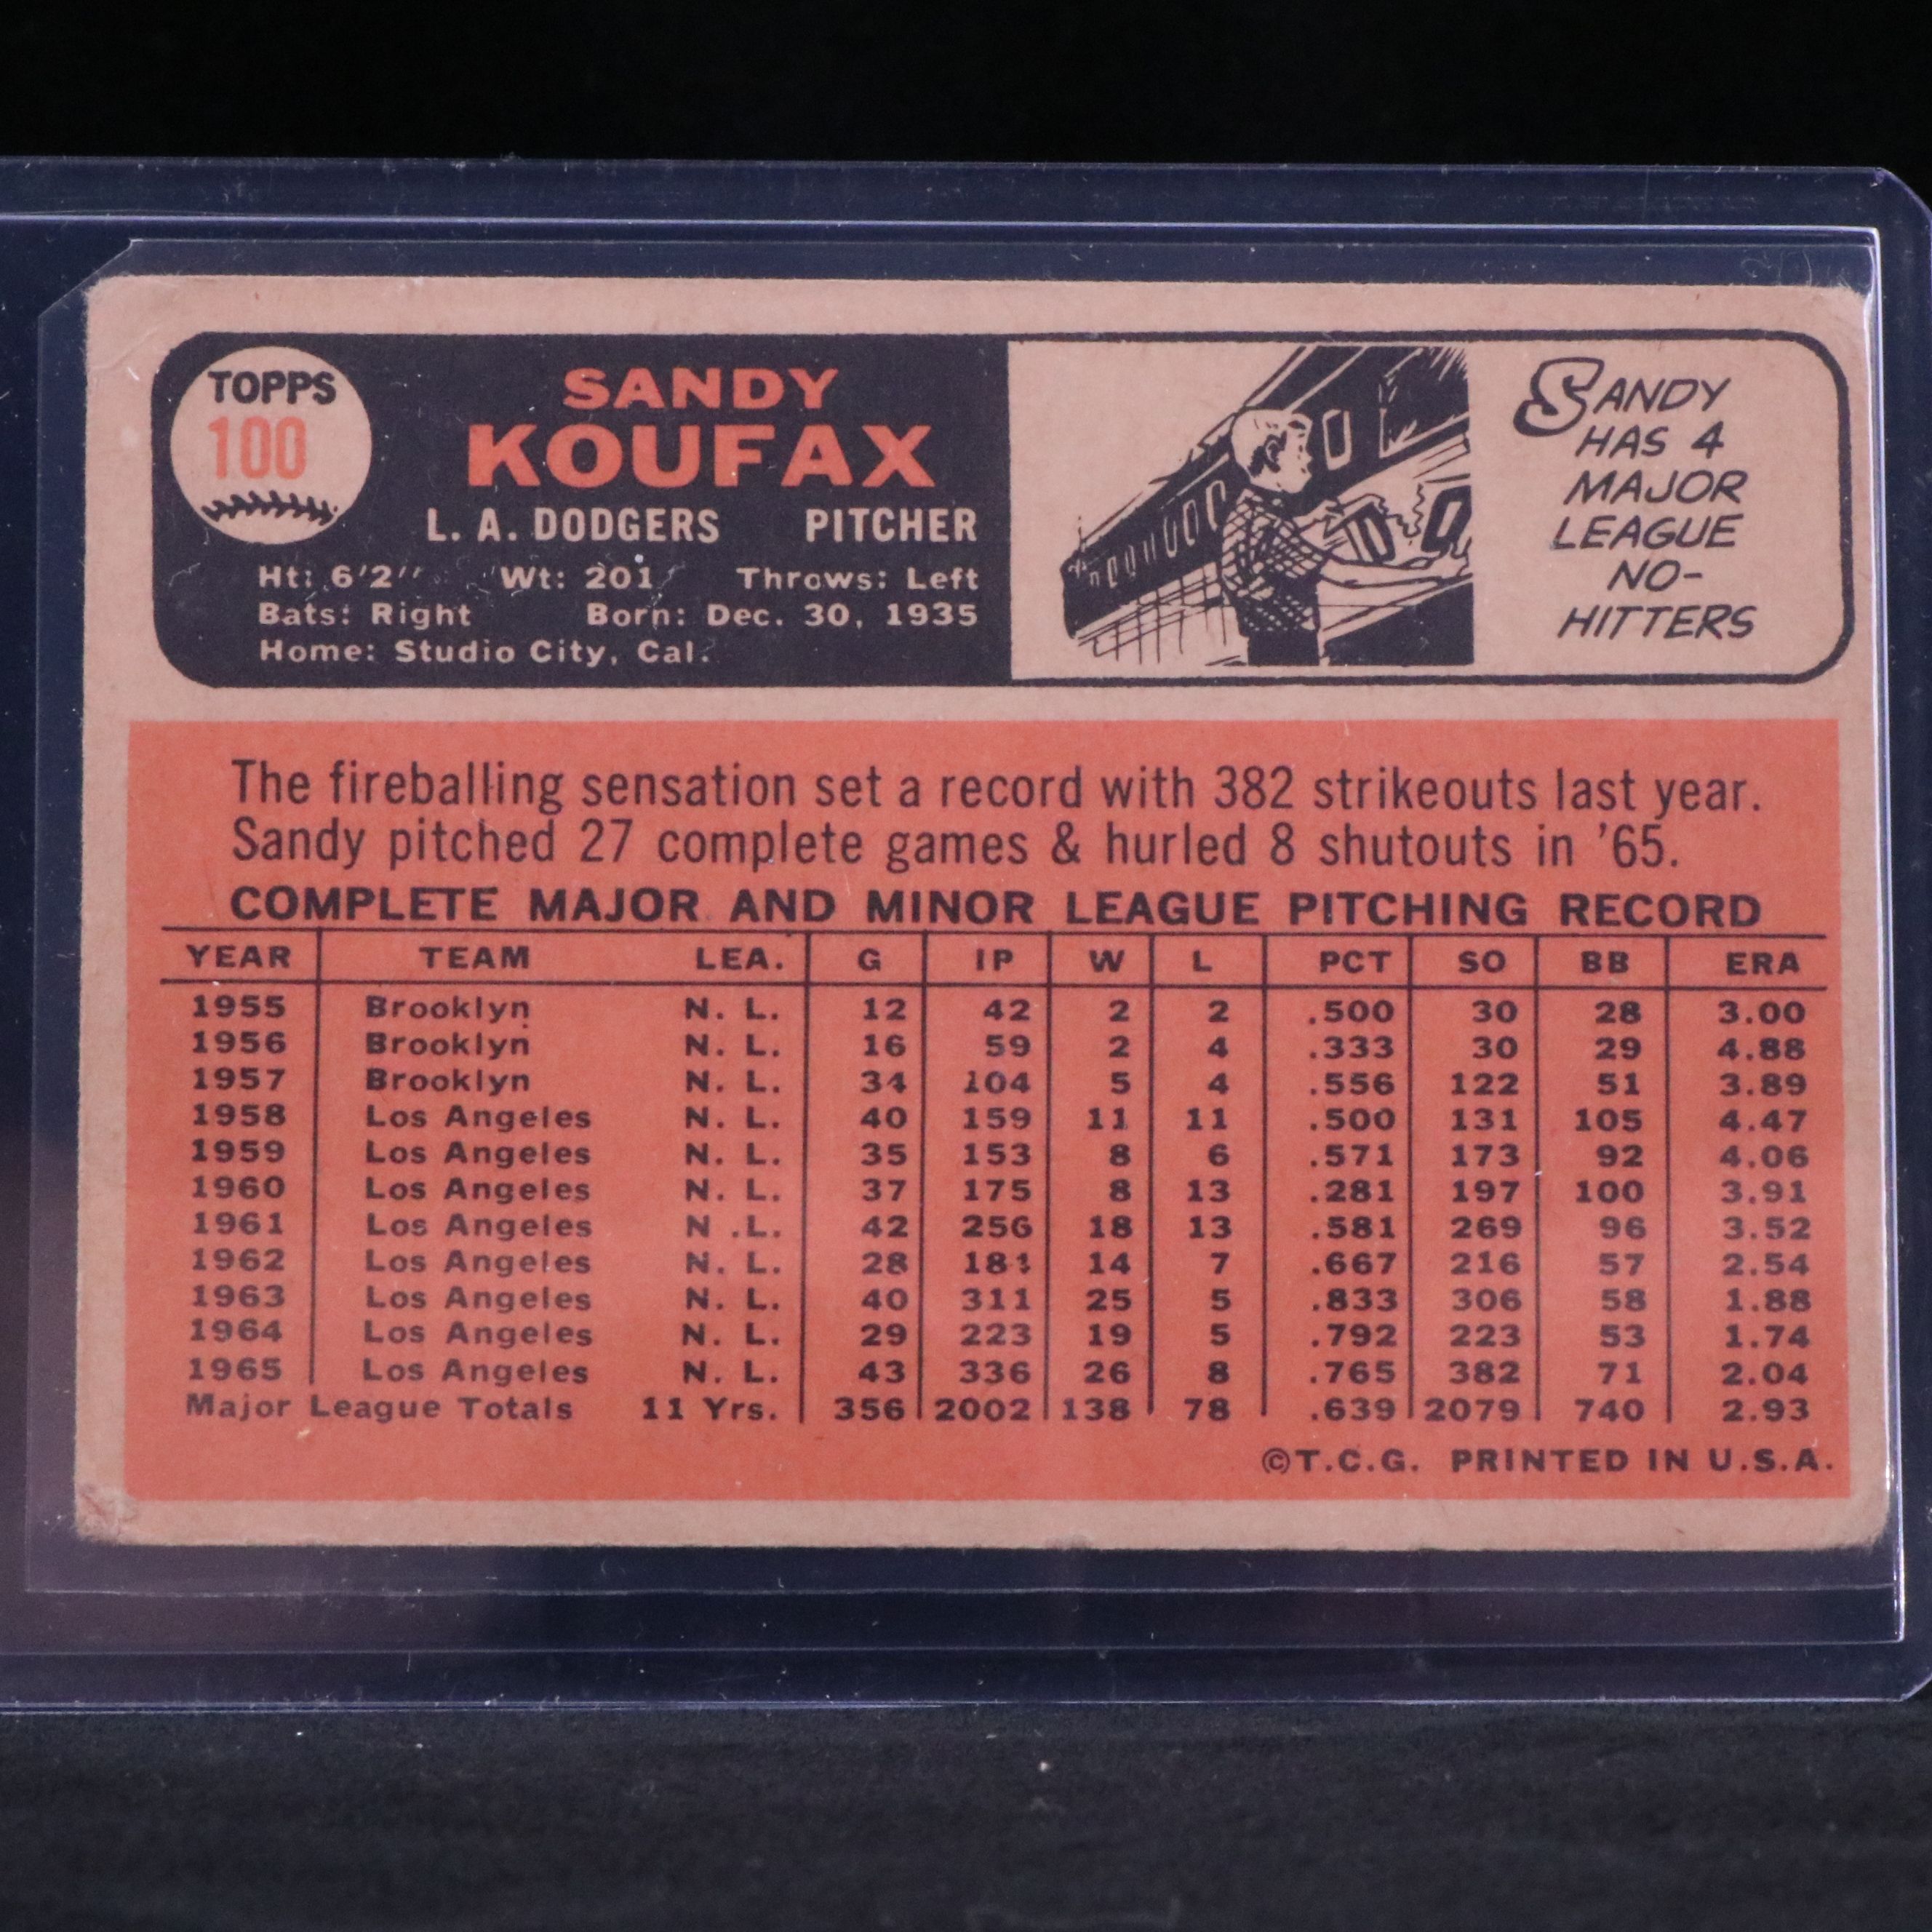 TOPPS
100
SANDY
KOUFAX
L. A. DODGERS PITCHER
Ht: 6'2" Wt: 201 Throws: Left
Bats: Right Born: Dec. 30, 1935
Home: Studio City, Cal.
SANDY
HAS 4
MAJOR
LEAGUE
NO-
HITTERS
The fireballing sensation set a record with 382 strikeouts last year.
Sandy pitched 27 complete games & hurled 8 shutouts in '65.
COMPLETE MAJOR AND MINOR LEAGUE PITCHING RECORD
YEAR TEAM LEA. G IP W L PCT SO BB ERA
1955 Brooklyn N. L. 12 42 2 2 .500 30 28 3.00
1956 Brooklyn N. L. 16 59 2 4 .333 30 29 4.88
1957 Brooklyn N. L. 34 104 5 4 .556 122 51 3.89
1958 Los Angeles N. L. 40 159 11 11 .500 131 105 4.47
1959 Los Angeles N. L. 35 153 8 6 .571 173 92 4.06
1960 Los Angeles N. L. 37 175 8 13 .281 197 100 3.91
1961 Los Angeles N .L. 42 256 18 13 .581 269 96 3.52
1962 Los Angeles N. L. 28 181 14 7 .667 216 57 2.54
1963 Los Angeles N. L. 40 311 25 5 .833 306 58 1.88
1964 Los Angeles N. L. 29 223 19 5 .792 223 53 1.74
1965 Los Angeles N. L. 43 336 26 8 .765 382 71 2.04
Major League Totals 11 Yrs. 356 2002 138 78 .639 2079 740 2.93
©T.C.G. PRINTED IN U.S.A.